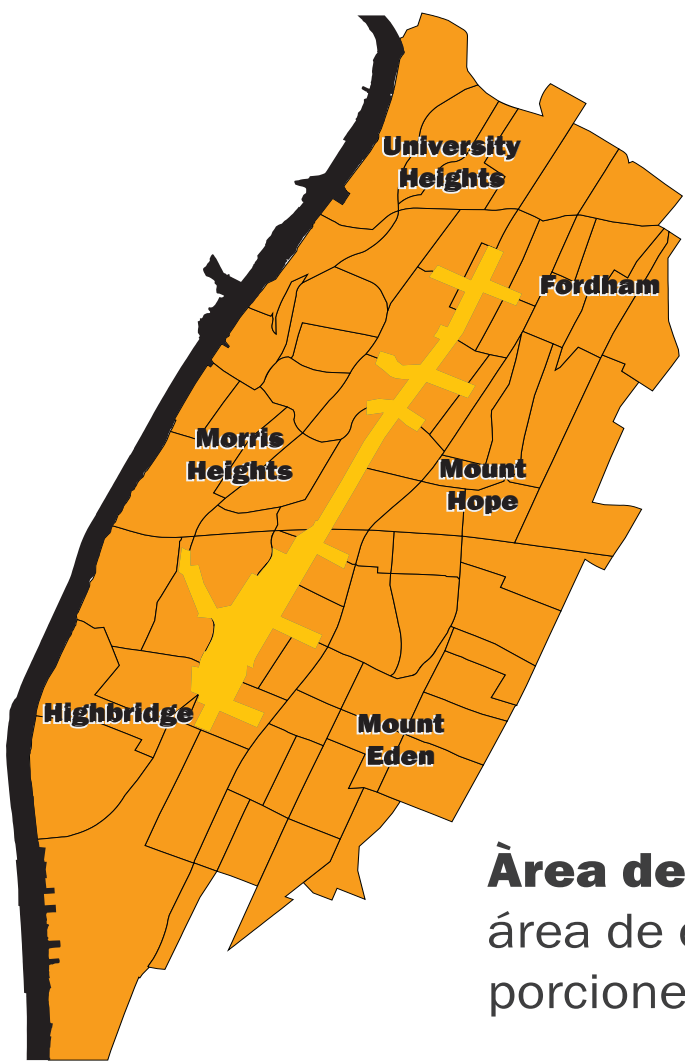 University
Heights
Fordham
Morris
Heights
Mount
Hope
Highbridge
Mount
Eden
Àrea de
área de
porcione